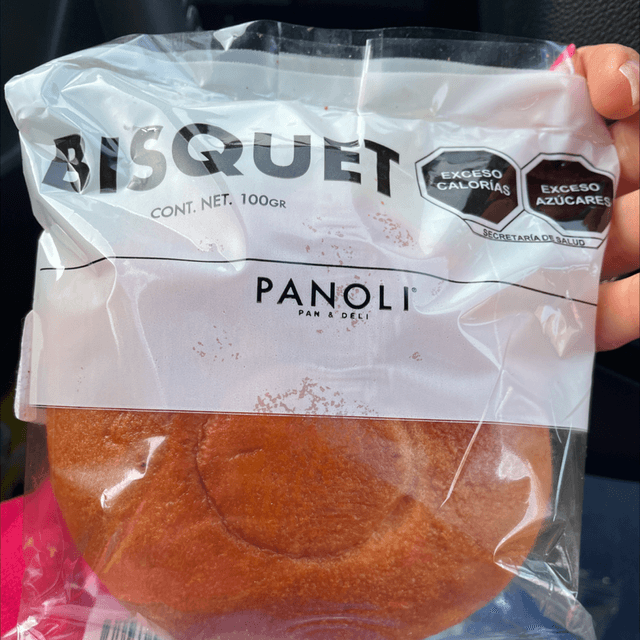 BISQUET
CONT. NET. 100GR
EXCESO
CALORÍAS
EXCESO
AZÚCARES
SECRETARÍA DE SALUD
PANOLI
PAN & DELI